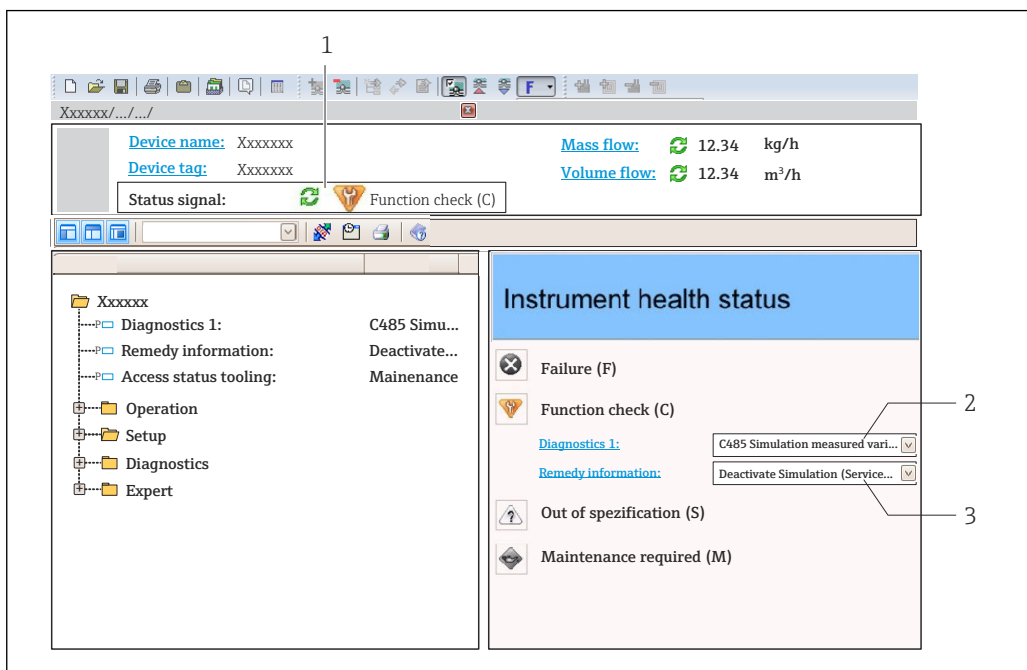 1
F
Xxxxxx/.../.../
Device name: Xxxxxxx
Mass flow: 12.34 kg/h
Device tag: Xxxxxxx
Volume flow: 12.34 m³/h
Status signal: Function check (C)
Xxxxxx
Diagnostics 1: C485 Simu...
Remedy information: Deactivate...
Access status tooling: Mainenance
Operation
Setup
Diagnostics
Expert
Instrument health status
Failure (F)
Function check (C)
Diagnostics 1: C485 Simulation measured vari...
2
Remedy information: Deactivate Simulation (Service...
3
Out of spezification (S)
Maintenance required (M)